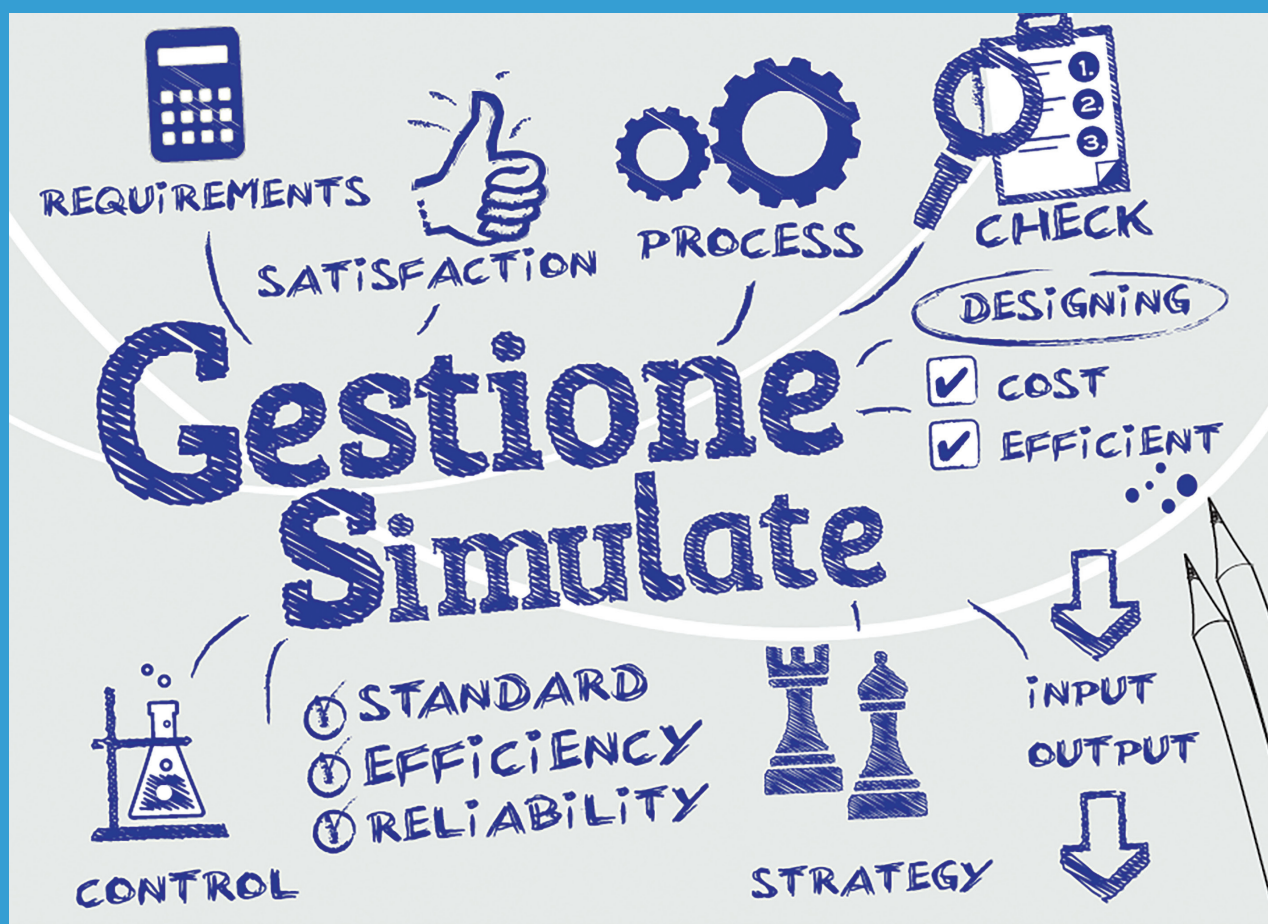 REQUIREMENTS
SATISFACTION
PROCESS
1.
2.
3.
CHECK
DESIGNING
COST
EFFICIENT
Gestione
Simulate
CONTROL
STANDARD
EFFICIENCY
RELIABILITY
STRATEGY
INPUT
OUTPUT